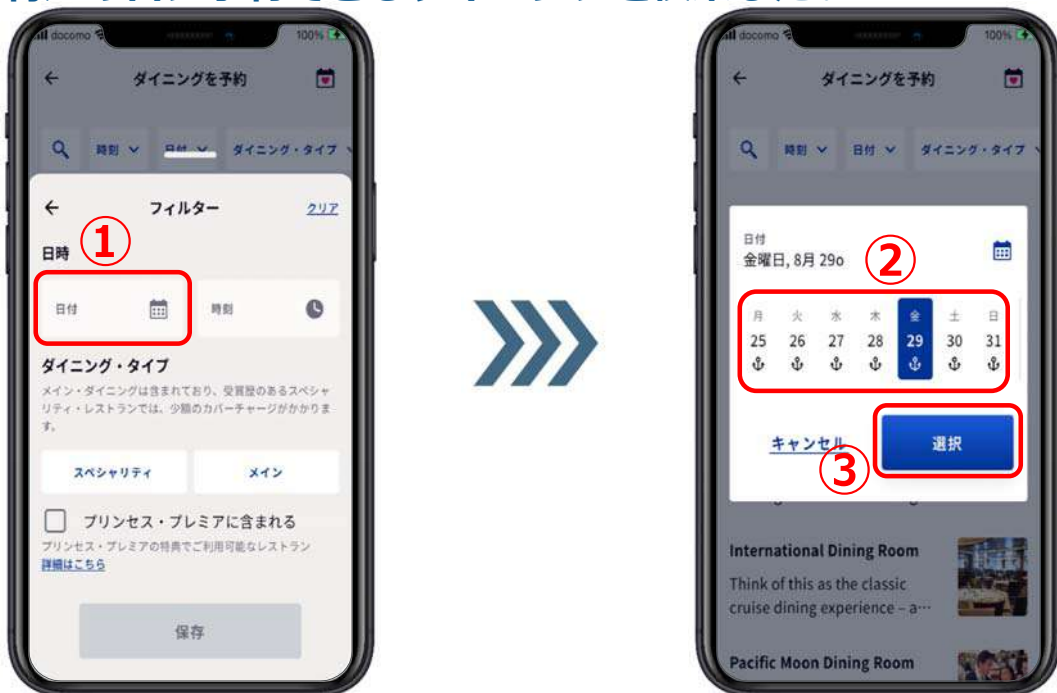 docomo
100%
ダイニングを予約
時刻
日付
ダイニング・タイプ
フィルター
クリア
日時
①
日付
時刻
ダイニング・タイプ
メイン・ダイニングは含まれており、受賞歴のあるスペシャ
リティ・レストランでは、少額のカバーチャージがかかりま
す。
スペシャリティ
メイン
プリンセス・プレミアに含まれる
プリンセス・プレミアの特典でご利用可能なレストラン
詳細はこちら
保存
docomo
100%
ダイニングを予約
時刻
日付
ダイニング・タイプ
日付
金曜日, 8月 29o
②
月 火 水 木 金 土 日
25 26 27 28 29 30 31
キャンセル
選択
③
International Dining Room
Think of this as the classic
cruise dining experience – a…
Pacific Moon Dining Room